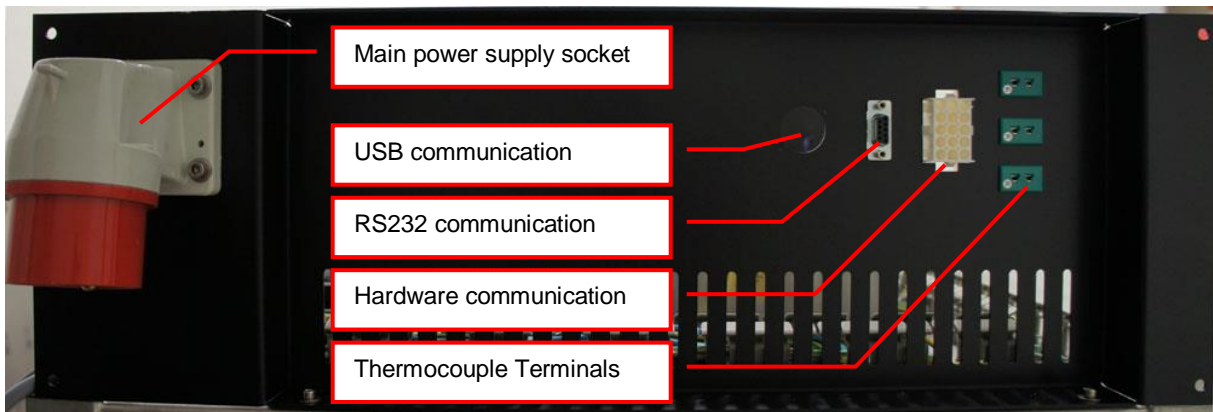 Main power supply socket
USB communication
RS232 communication
Hardware communication
Thermocouple Terminals